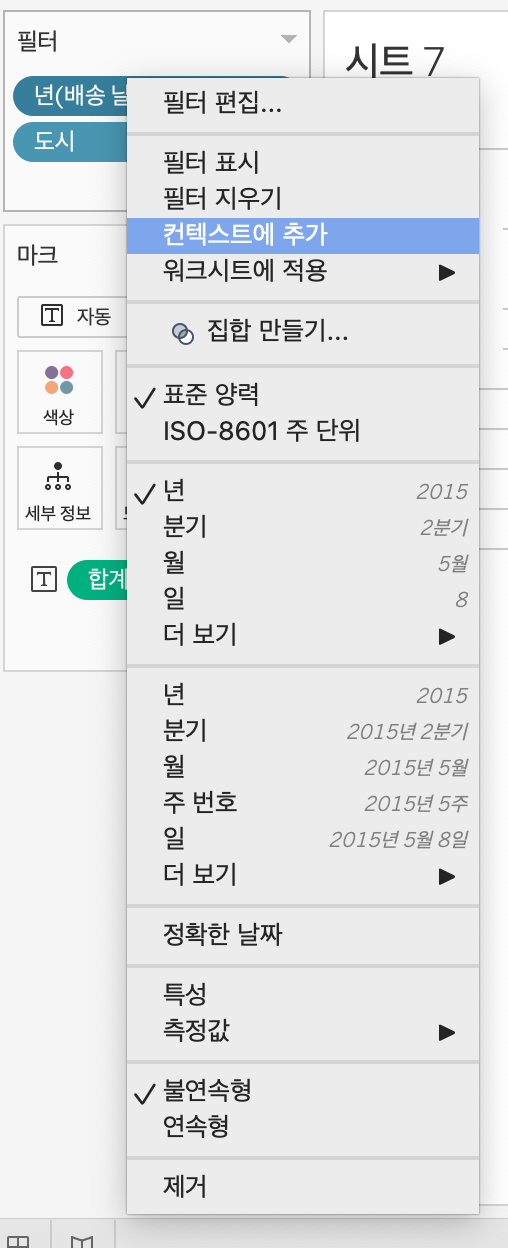 필터
시트 7
년(배송 날
도시
필터 편집...
필터 표시
필터 지우기
컨텍스트에 추가
워크시트에 적용
집합 만들기...
표준 양력
ISO-8601 주 단위
년 2015
분기 2분기
월 5월
일 8
더 보기
년 2015
분기 2015년 2분기
월 2015년 5월
주 번호 2015년 5주
일 2015년 5월 8일
더 보기
정확한 날짜
특성
측정값
불연속형
연속형
제거
마크
자동
색상
세부 정보
합계